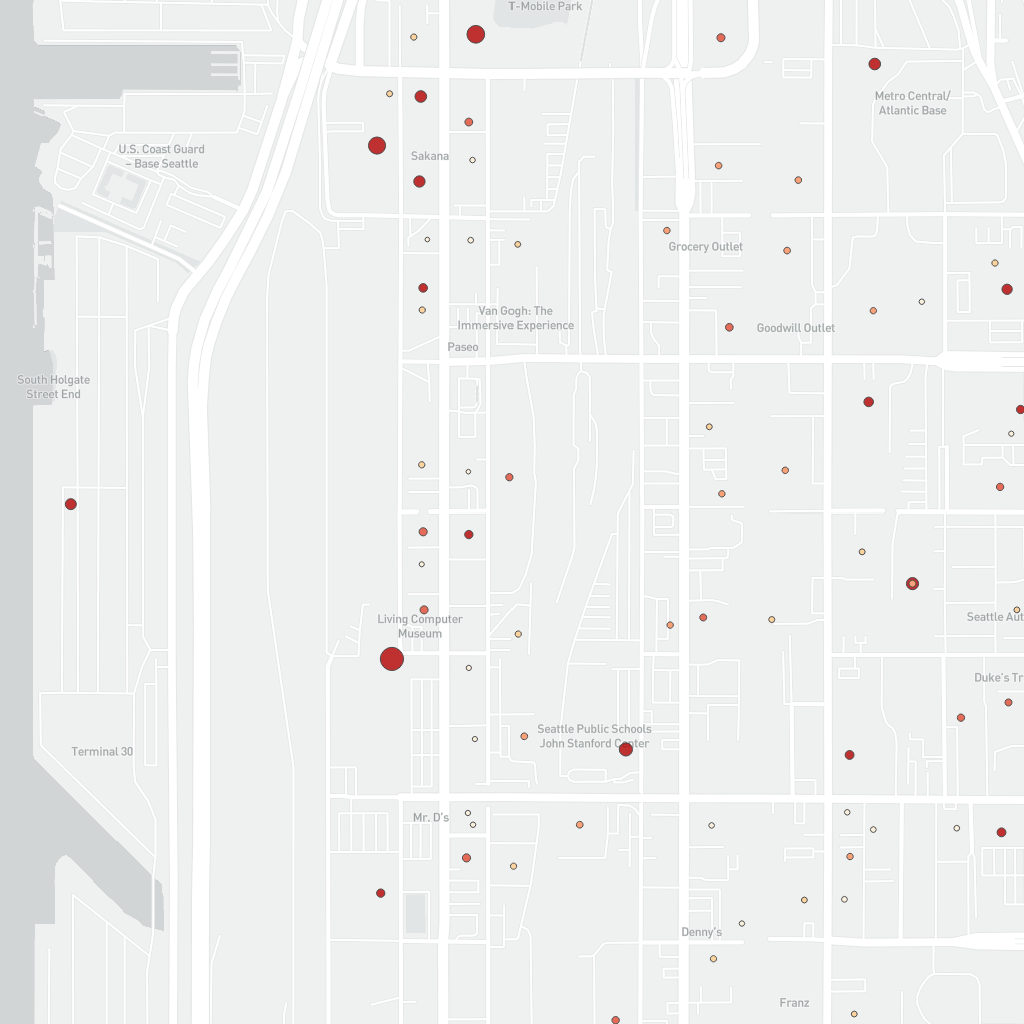 T-Mobile Park
Metro Central/
Atlantic Base
U.S. Coast Guard
– Base Seattle
Sakana
Grocery Outlet
Van Gogh: The
Immersive Experience
Goodwill Outlet
Paseo
South Holgate
Street End
Living Computer
Museum
Seattle Aut
Duke's Tr
Seattle Public Schools
John Stanford Center
Terminal 30
Mr. D's
Denny's
Franz